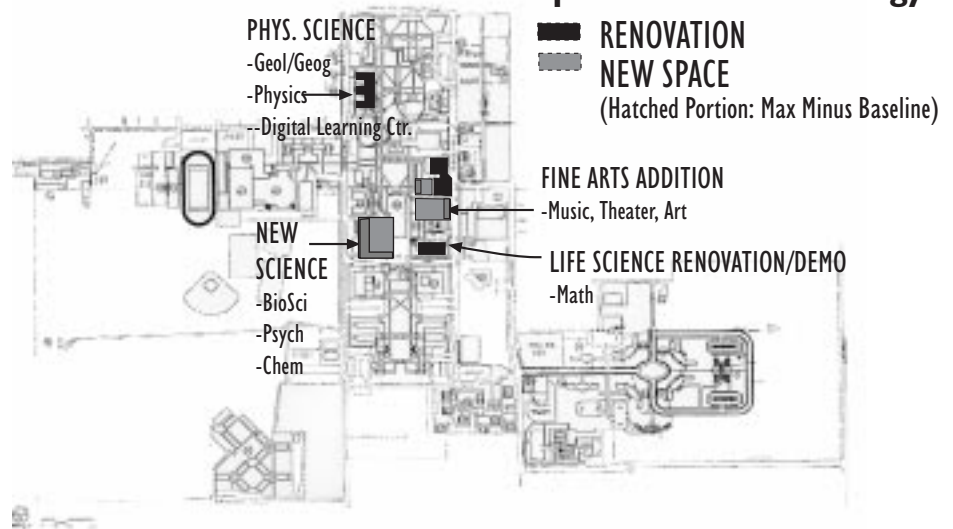 PHYS. SCIENCE
-Geol/Geog
-Physics
--Digital Learning Ctr.
RENOVATION
NEW SPACE
(Hatched Portion: Max Minus Baseline)
FINE ARTS ADDITION
-Music, Theater, Art
NEW
SCIENCE
-BioSci
-Psych
-Chem
LIFE SCIENCE RENOVATION/DEMO
-Math